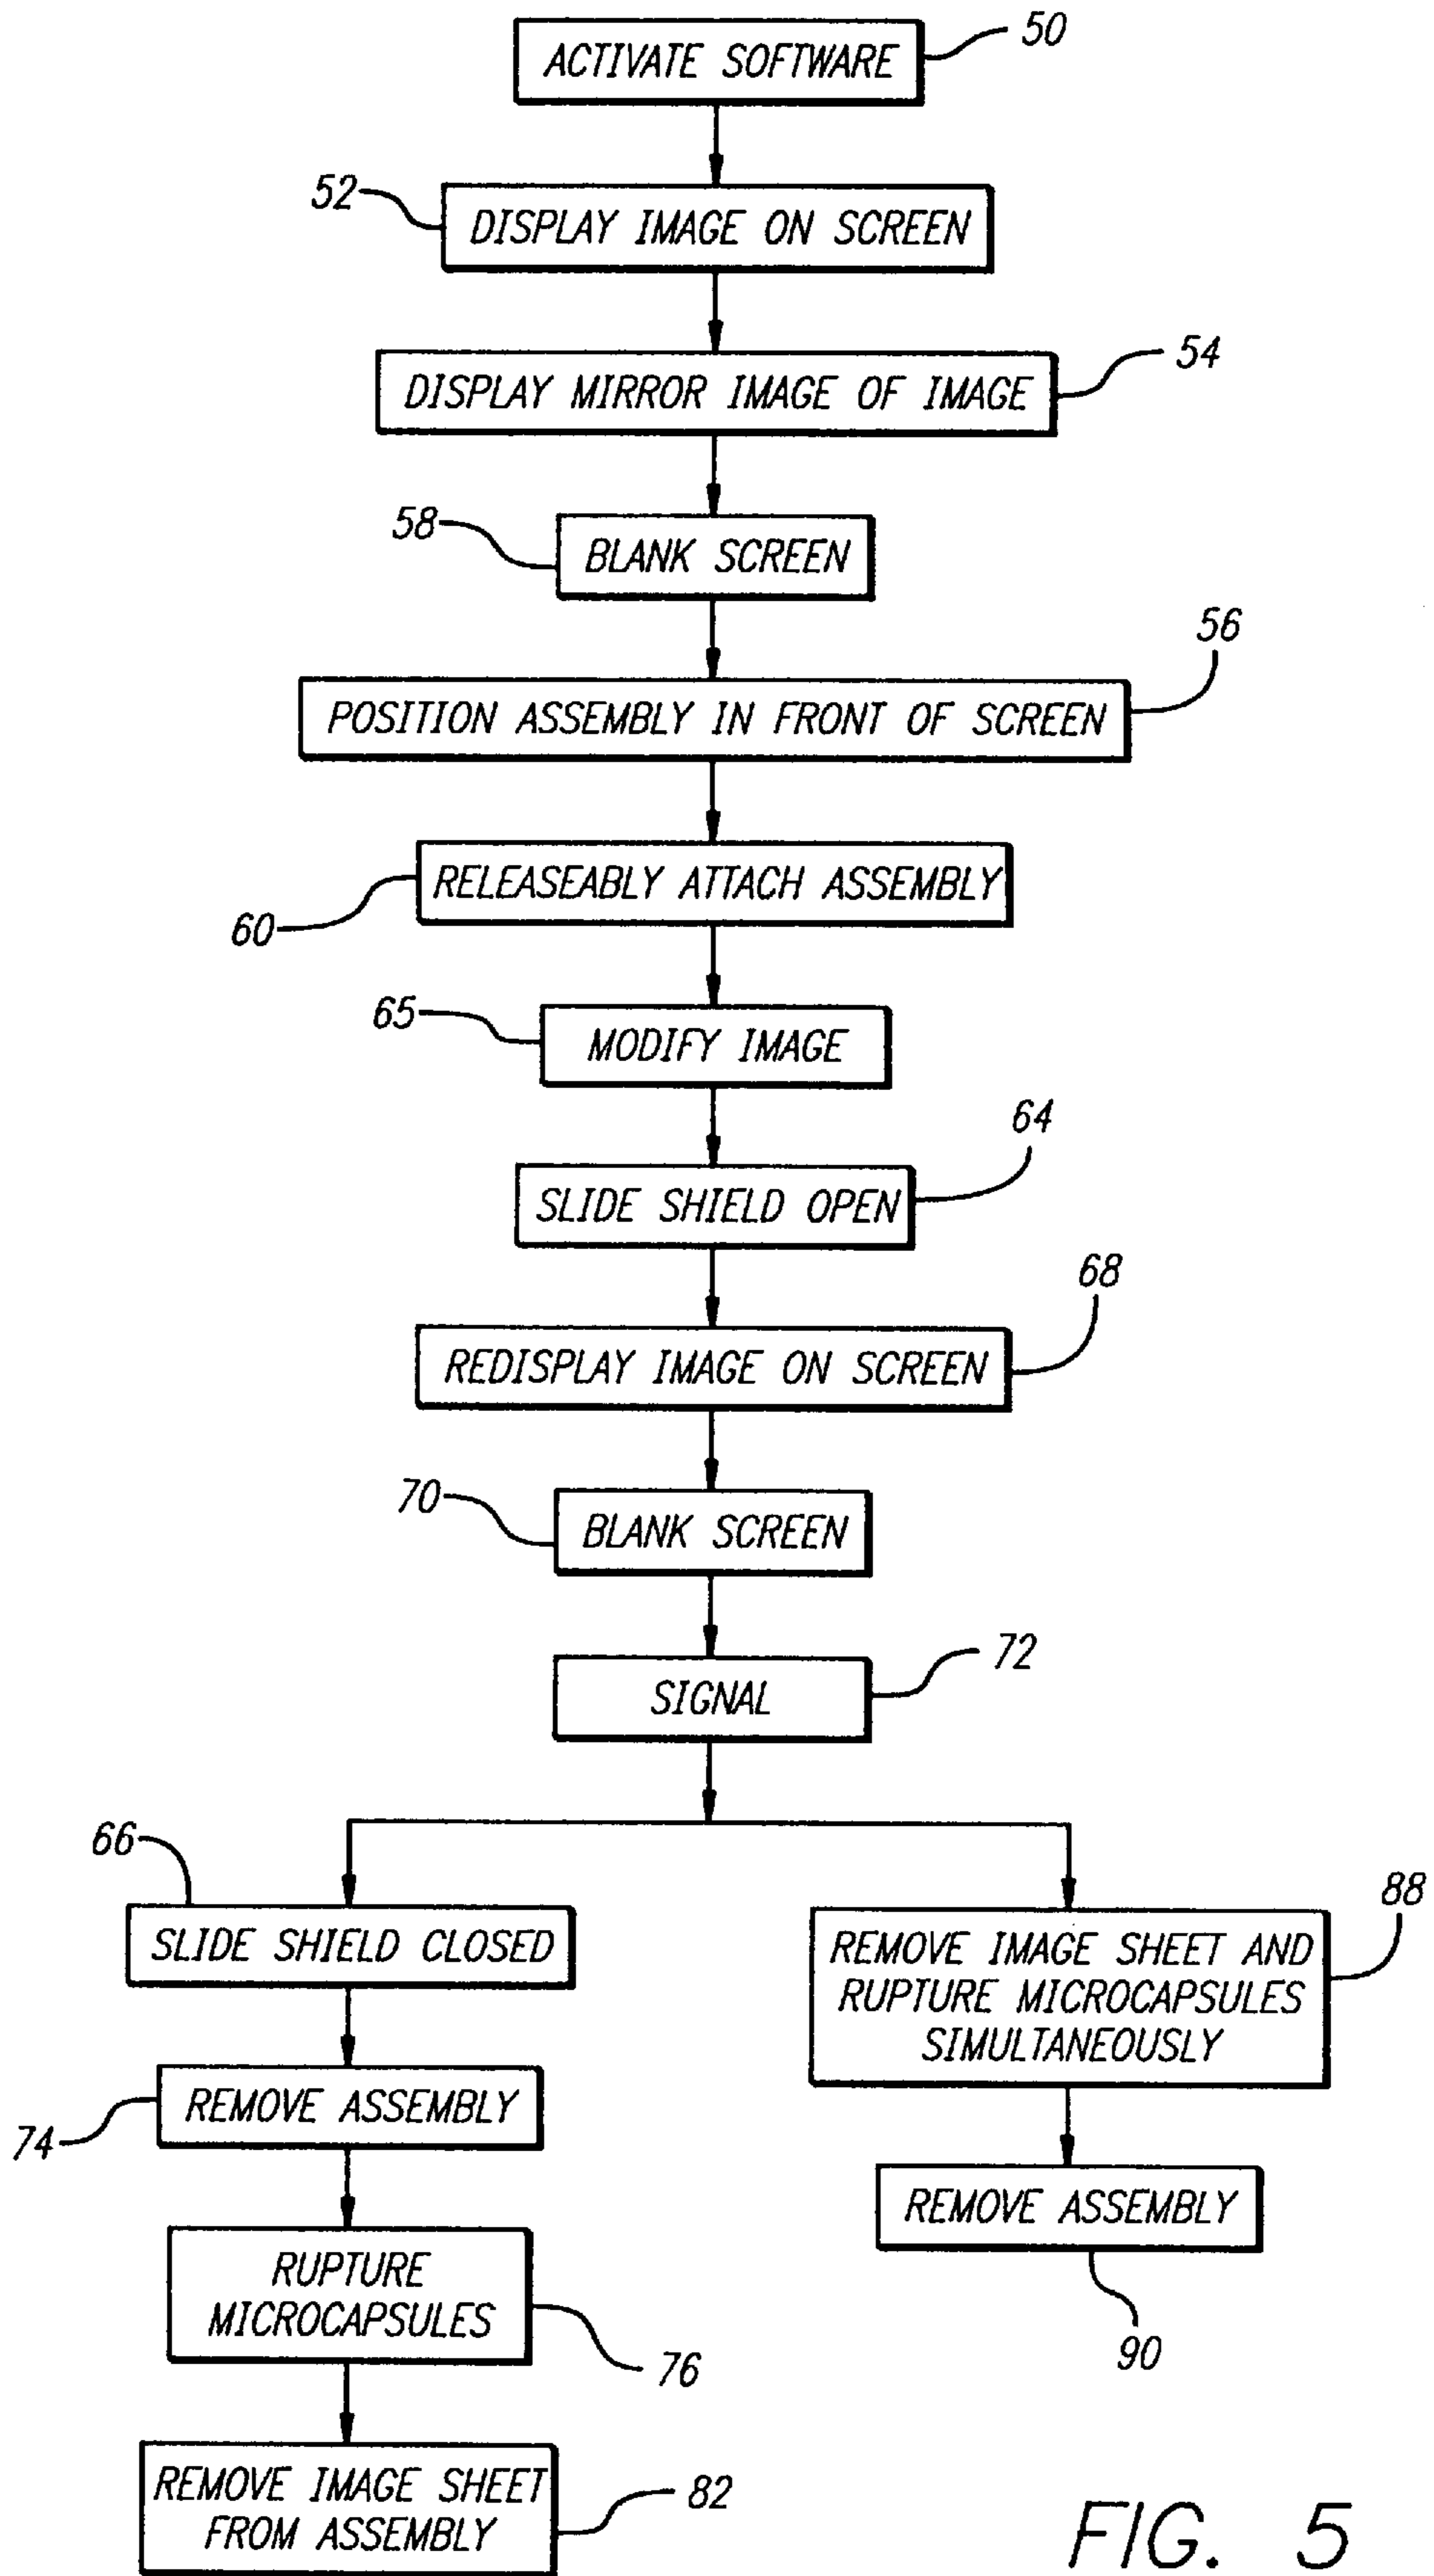 ACTIVATE SOFTWARE
50
52
DISPLAY IMAGE ON SCREEN
54
DISPLAY MIRROR IMAGE OF IMAGE
58
BLANK SCREEN
56
POSITION ASSEMBLY IN FRONT OF SCREEN
RELEASEABLY ATTACH ASSEMBLY
60
65
MODIFY IMAGE
64
SLIDE SHIELD OPEN
68
REDISPLAY IMAGE ON SCREEN
70
BLANK SCREEN
72
SIGNAL
66
SLIDE SHIELD CLOSED
REMOVE ASSEMBLY
74
RUPTURE
MICROCAPSULES
76
REMOVE IMAGE SHEET
FROM ASSEMBLY
82
88
REMOVE IMAGE SHEET AND
RUPTURE MICROCAPSULES
SIMULTANEOUSLY
REMOVE ASSEMBLY
90
FIG. 5